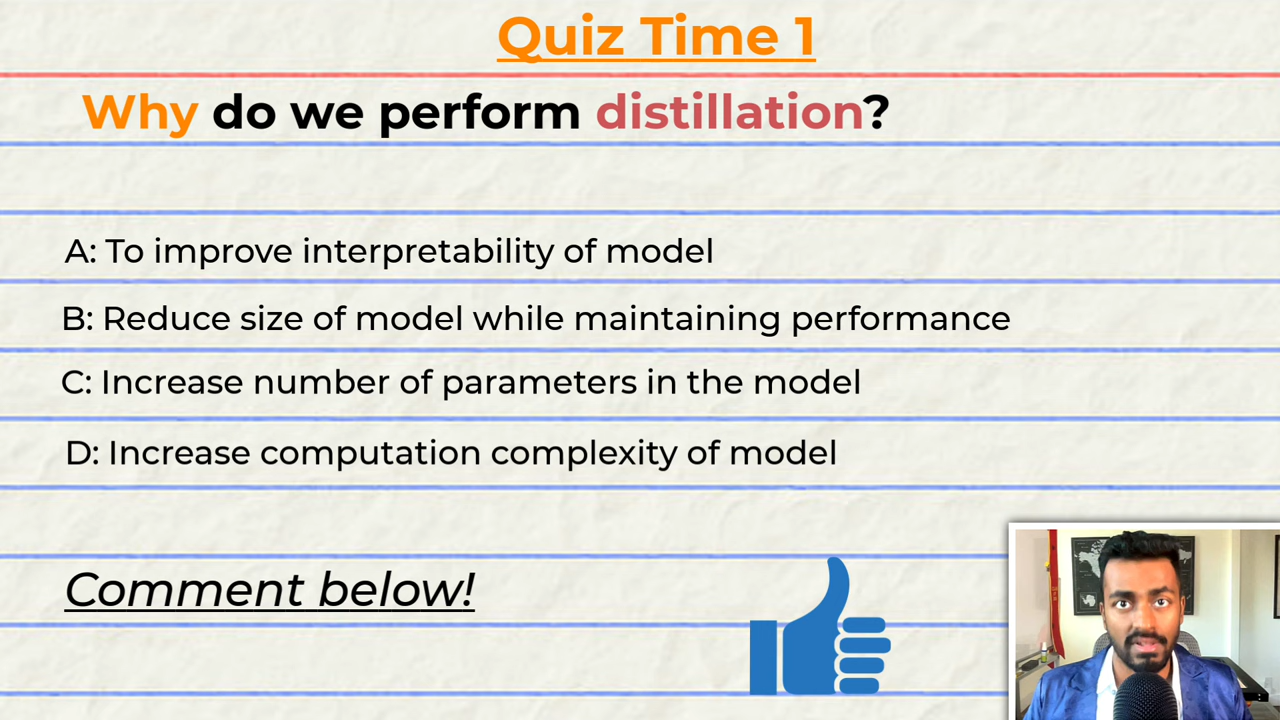 Quiz Time 1
Why do we perform distillation?
A: To improve interpretability of model
B: Reduce size of model while maintaining performance
C: Increase number of parameters in the model
D: Increase computation complexity of model
Comment below!